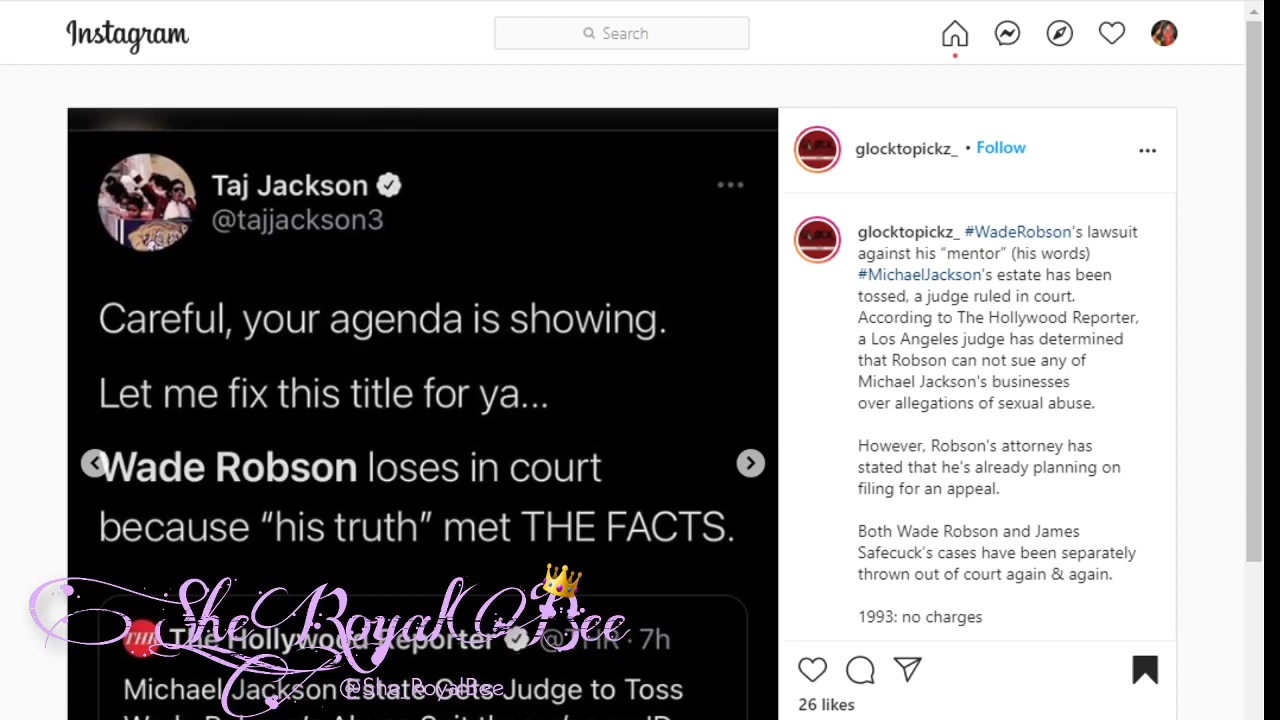 Instagram
Search
Taj Jackson
@tajjackson3
Careful, your agenda is showing.
Let me fix this title for ya...
Wade Robson loses in court
because “his truth” met THE FACTS.
SheRoyalBee
The Hollywood Reporter @THR · 7h
@SheRoyalBee
Michael Jackson Estate Gets Judge to Toss
glocktopickz_ • Follow
glocktopickz_ #WadeRobson's lawsuit
against his “mentor” (his words)
#MichaelJackson's estate has been
tossed, a judge ruled in court.
According to The Hollywood Reporter,
a Los Angeles judge has determined
that Robson can not sue any of
Michael Jackson's businesses
over allegations of sexual abuse.
However, Robson's attorney has
stated that he's already planning on
filing for an appeal.
Both Wade Robson and James
Safecuck’s cases have been separately
thrown out of court again & again.
1993: no charges
26 likes